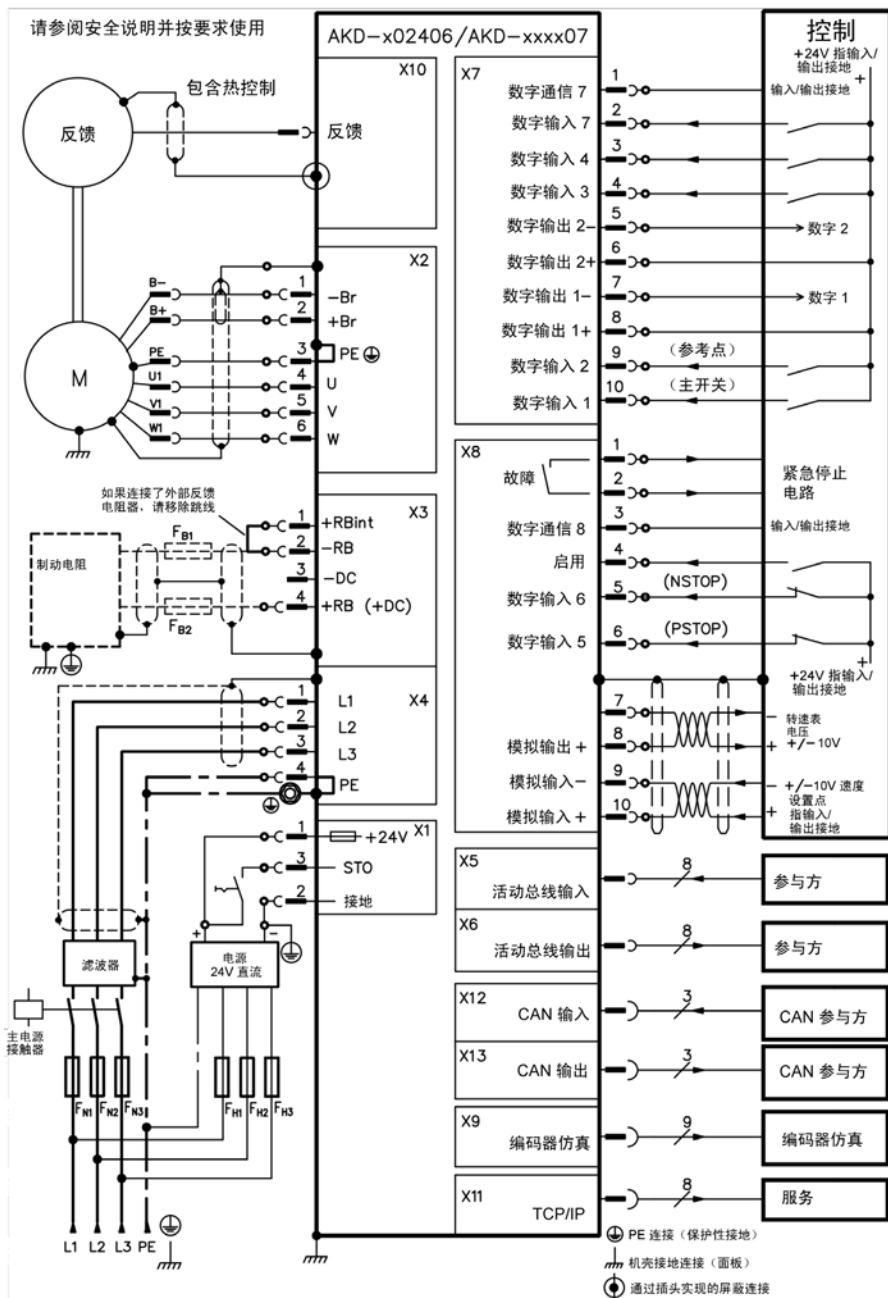 请参阅安全说明并按要求使用
AKD-x02406/AKD-xxxx07
控制
+24V 指输入/
输出接地
+
X10
包含热控制
反馈
反馈
X7
数字通信 7
1
输入/输出接地
数字输入 7
2
数字输入 4
3
数字输入 3
4
数字输出 2-
5
数字 2
数字输出 2+
6
数字输出 1-
7
数字 1
数字输出 1+
8
数字输入 2
9
(参考点)
数字输入 1
10
(主开关)
X2
B-
1
-Br
B+
2
+Br
PE
3
PE
M
U1
4
U
V1
5
V
W1
6
W
X8
故障
1
2
紧急停止
电路
数字通信 8
3
输入/输出接地
启用
4
数字输入 6
5
(NSTOP)
数字输入 5
6
(PSTOP)
+
+24V 指输入/
输出接地
7
-
转速表
电压
模拟输出 +
8
+
+/-10V
模拟输入-
9
-
+/-10V 速度
设置点
指输入/
输出接地
模拟输入 +
10
+
如果连接了外部反馈
电阻器，请移除跳线
X3
制动电阻
FB1
1
+RBint
2
-RB
3
-DC
4
+RB (+DC)
FB2
X4
1
L1
2
L2
3
L3
4
PE
X1
1
+24V
3
STO
2
接地
+
-
滤波器
电源
24V 直流
主电源
接触器
FN1
FN2
FN3
FH1
FH2
FH3
L1
L2
L3
PE
X5
活动总线输入
8
参与方
X6
活动总线输出
8
参与方
X12
CAN 输入
3
CAN 参与方
X13
CAN 输出
3
CAN 参与方
X9
编码器仿真
9
编码器仿真
X11
TCP/IP
8
服务
PE 连接（保护性接地）
机壳接地连接（面板）
通过插头实现的屏蔽连接